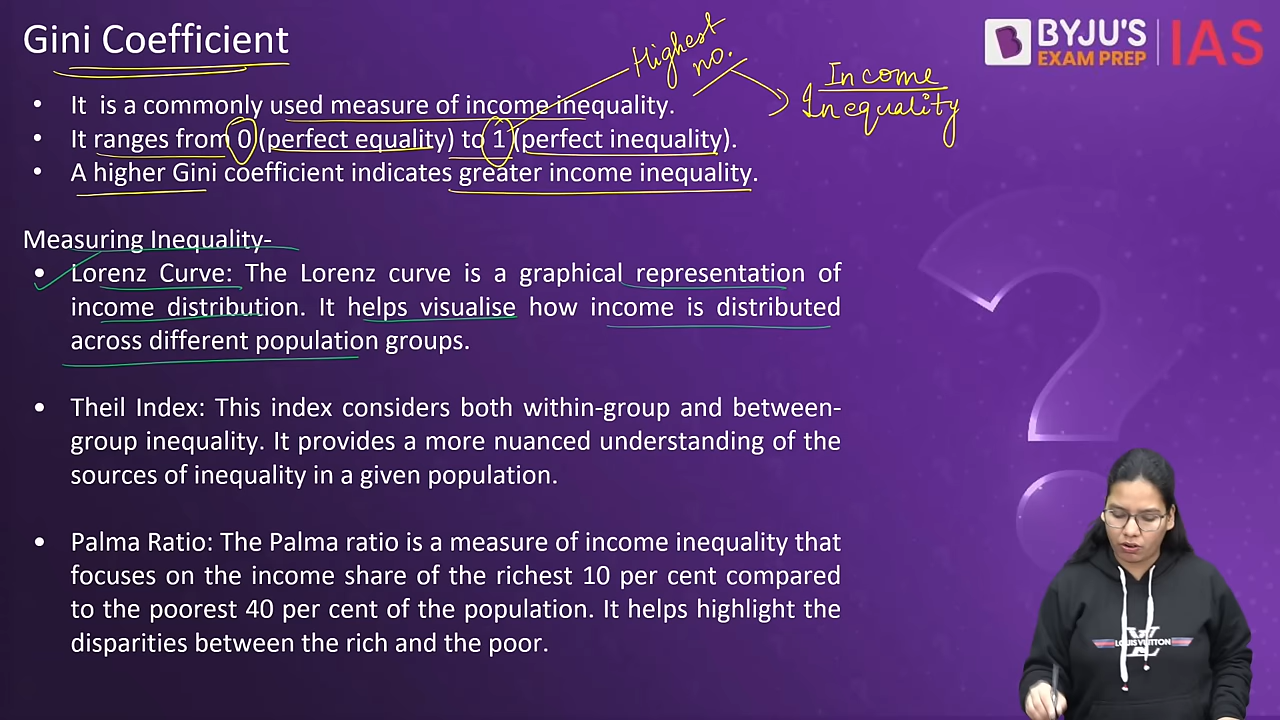 Gini Coefficient
Highest
no.
Income
Inequality
BYJU'S
EXAM PREP
IAS
• It is a commonly used measure of income inequality.
• It ranges from 0 (perfect equality) to 1 (perfect inequality).
• A higher Gini coefficient indicates greater income inequality.
Measuring Inequality-
• Lorenz Curve: The Lorenz curve is a graphical representation of
income distribution. It helps visualise how income is distributed
across different population groups.
• Theil Index: This index considers both within-group and between-
group inequality. It provides a more nuanced understanding of the
sources of inequality in a given population.
• Palma Ratio: The Palma ratio is a measure of income inequality that
focuses on the income share of the richest 10 per cent compared
to the poorest 40 per cent of the population. It helps highlight the
disparities between the rich and the poor.
LOUIS VUITTON